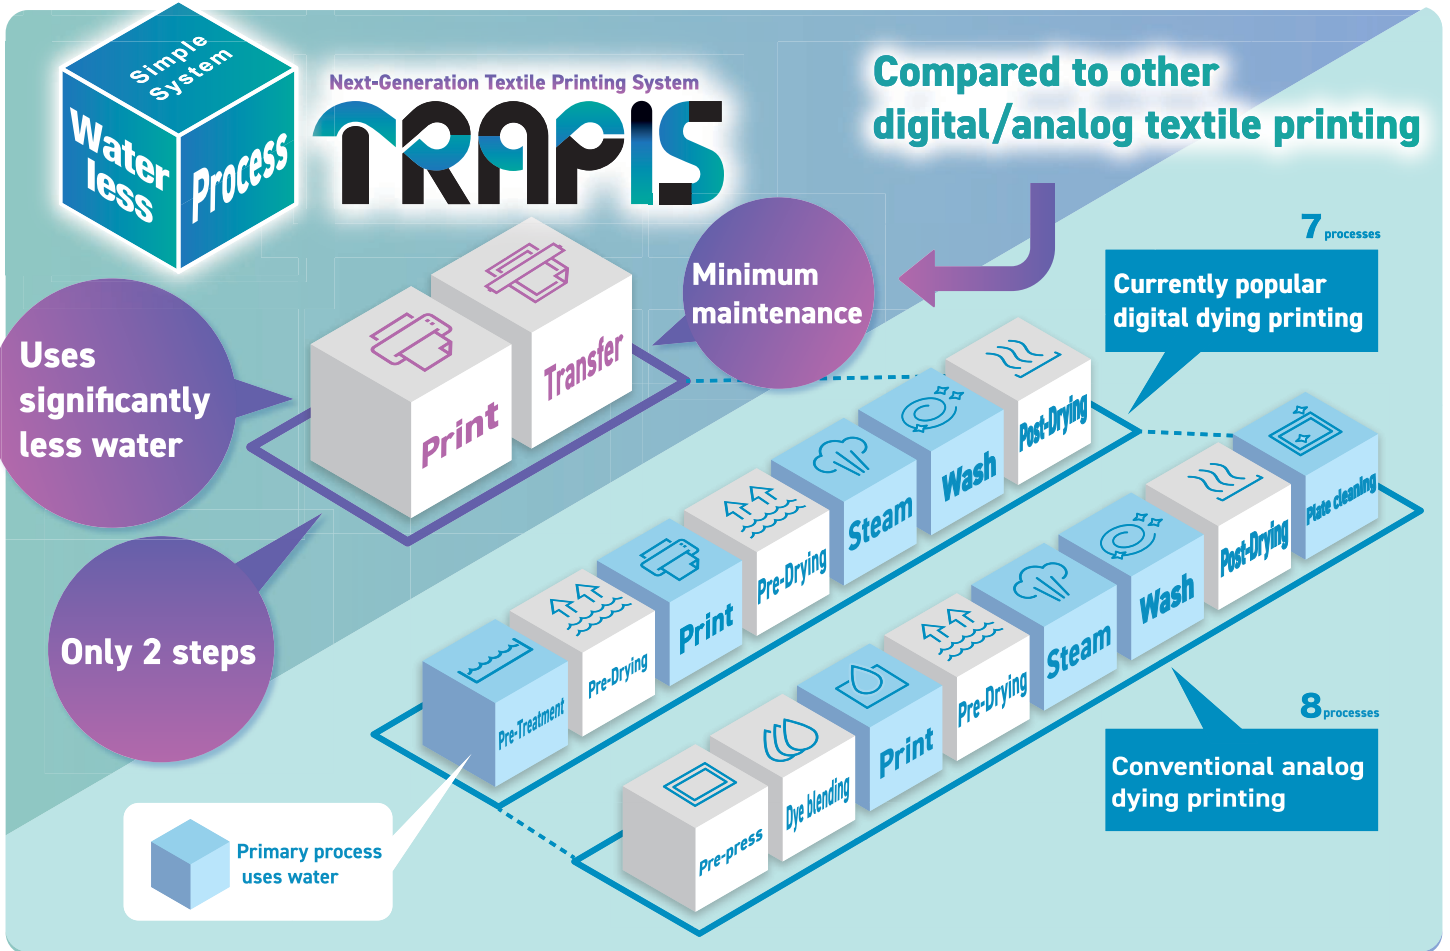 Simple
System
Water
less
Process
Next-Generation Textile Printing System
TRAPIS
Compared to other
digital/analog textile printing
Uses
significantly
less water
Only 2 steps
Minimum
maintenance
Print
Transfer
7 processes
Currently popular
digital dying printing
Pre-Treatment
Pre-Drying
Print
Pre-Drying
Steam
Wash
Post-Drying
8 processes
Conventional analog
dying printing
Pre-press
Dye blending
Print
Pre-Drying
Steam
Wash
Post-Drying
Plate cleaning
Primary process
uses water